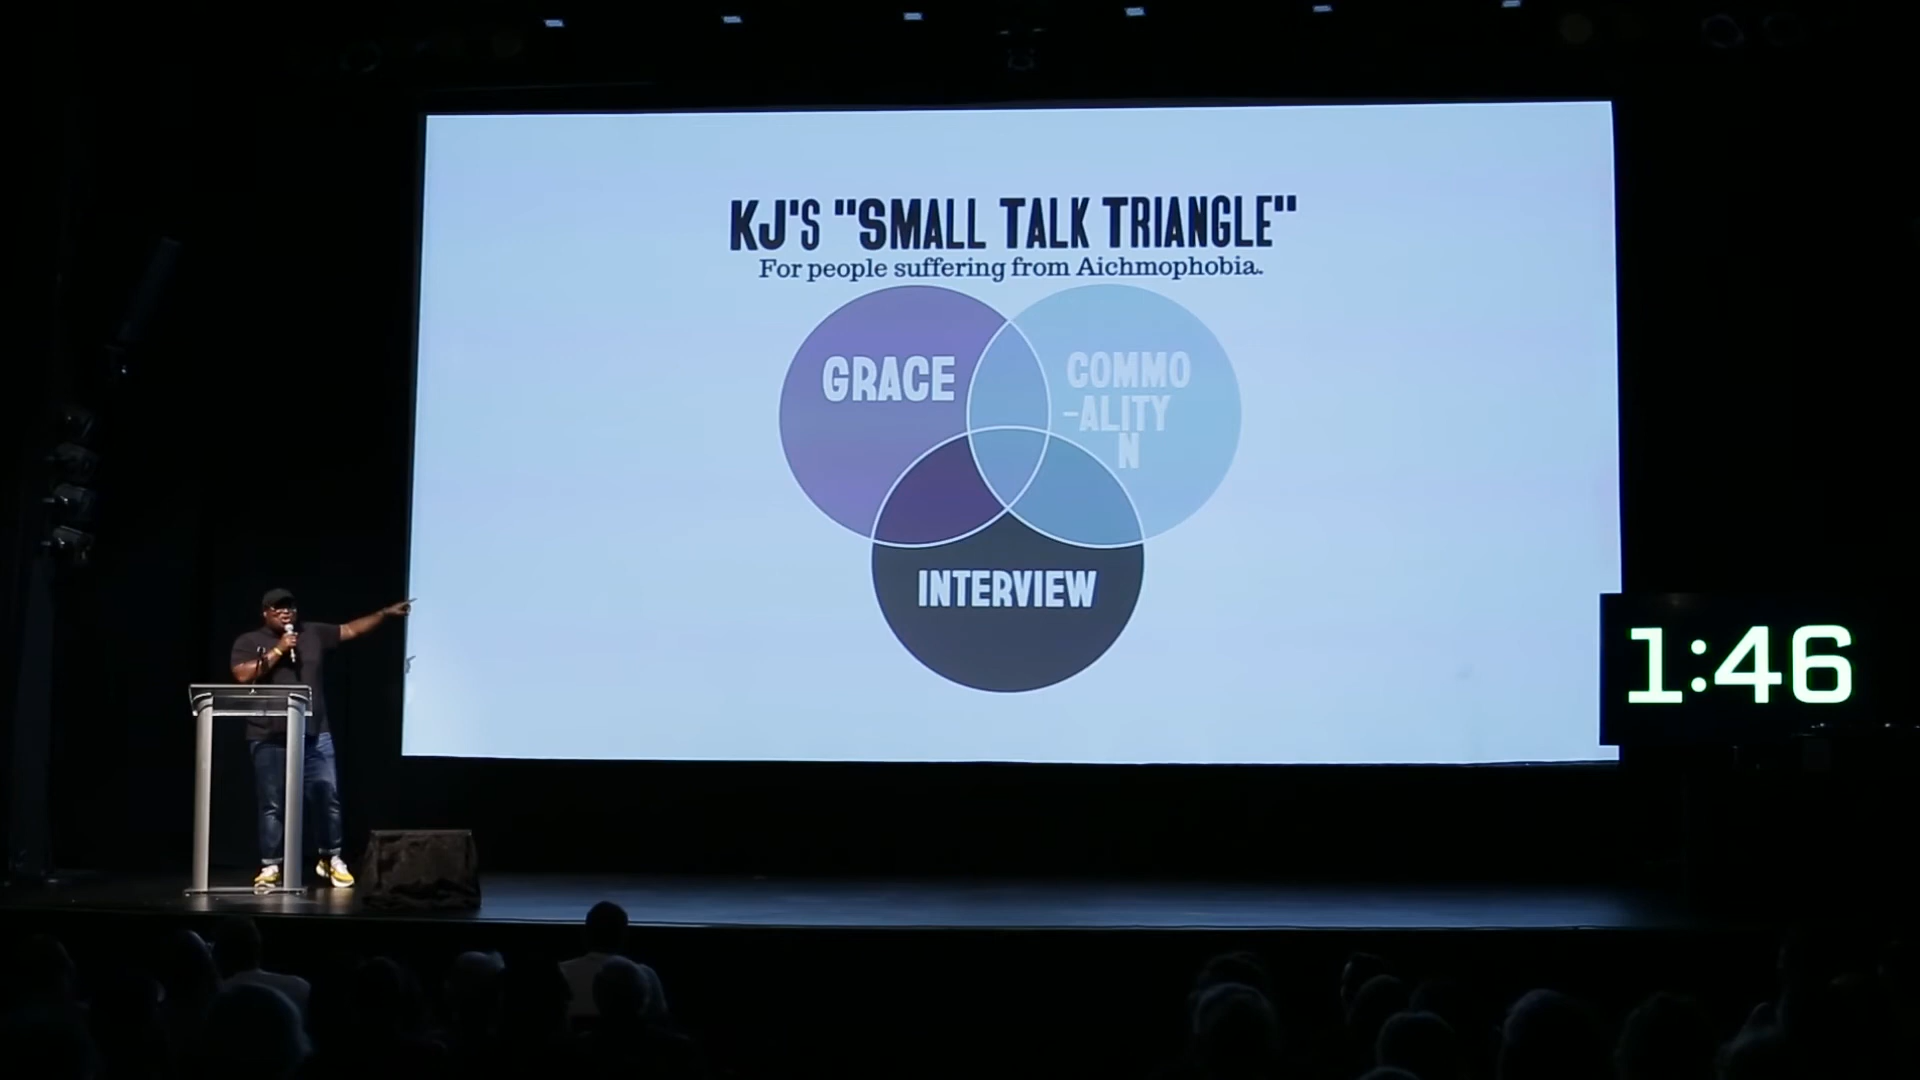 KJ'S "SMALL TALK TRIANGLE"
For people suffering from Aichmophobia.
GRACE
COMMO
-ALITY
N
INTERVIEW
1:46